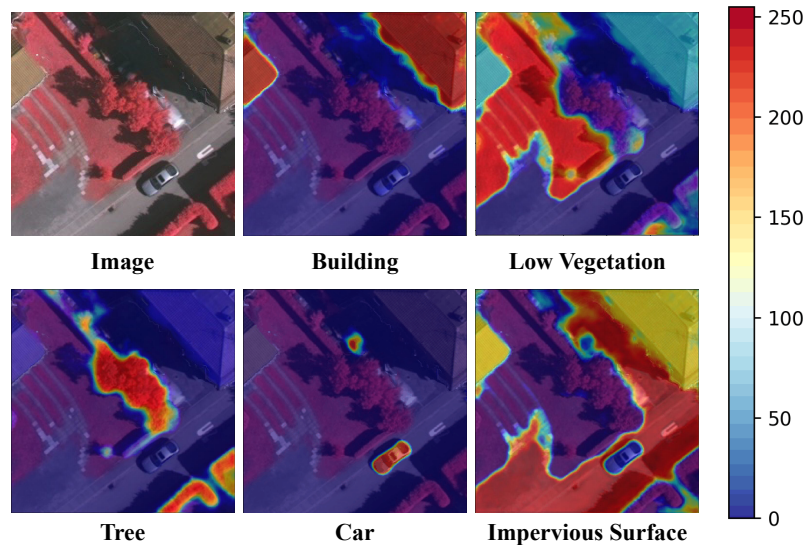 Image
Building
Low Vegetation
Tree
Car
Impervious Surface
250
200
150
100
50
0